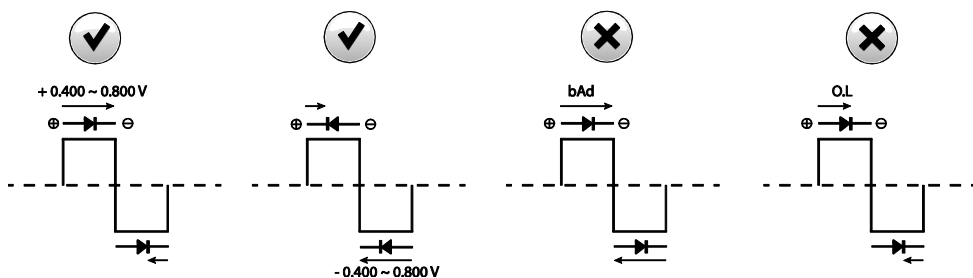 + 0.400 ~ 0.800 V
bAd
O.L
⊕ ⊖
⊕ ⊖
⊕ ⊖
⊕ ⊖
- 0.400 ~ 0.800 V